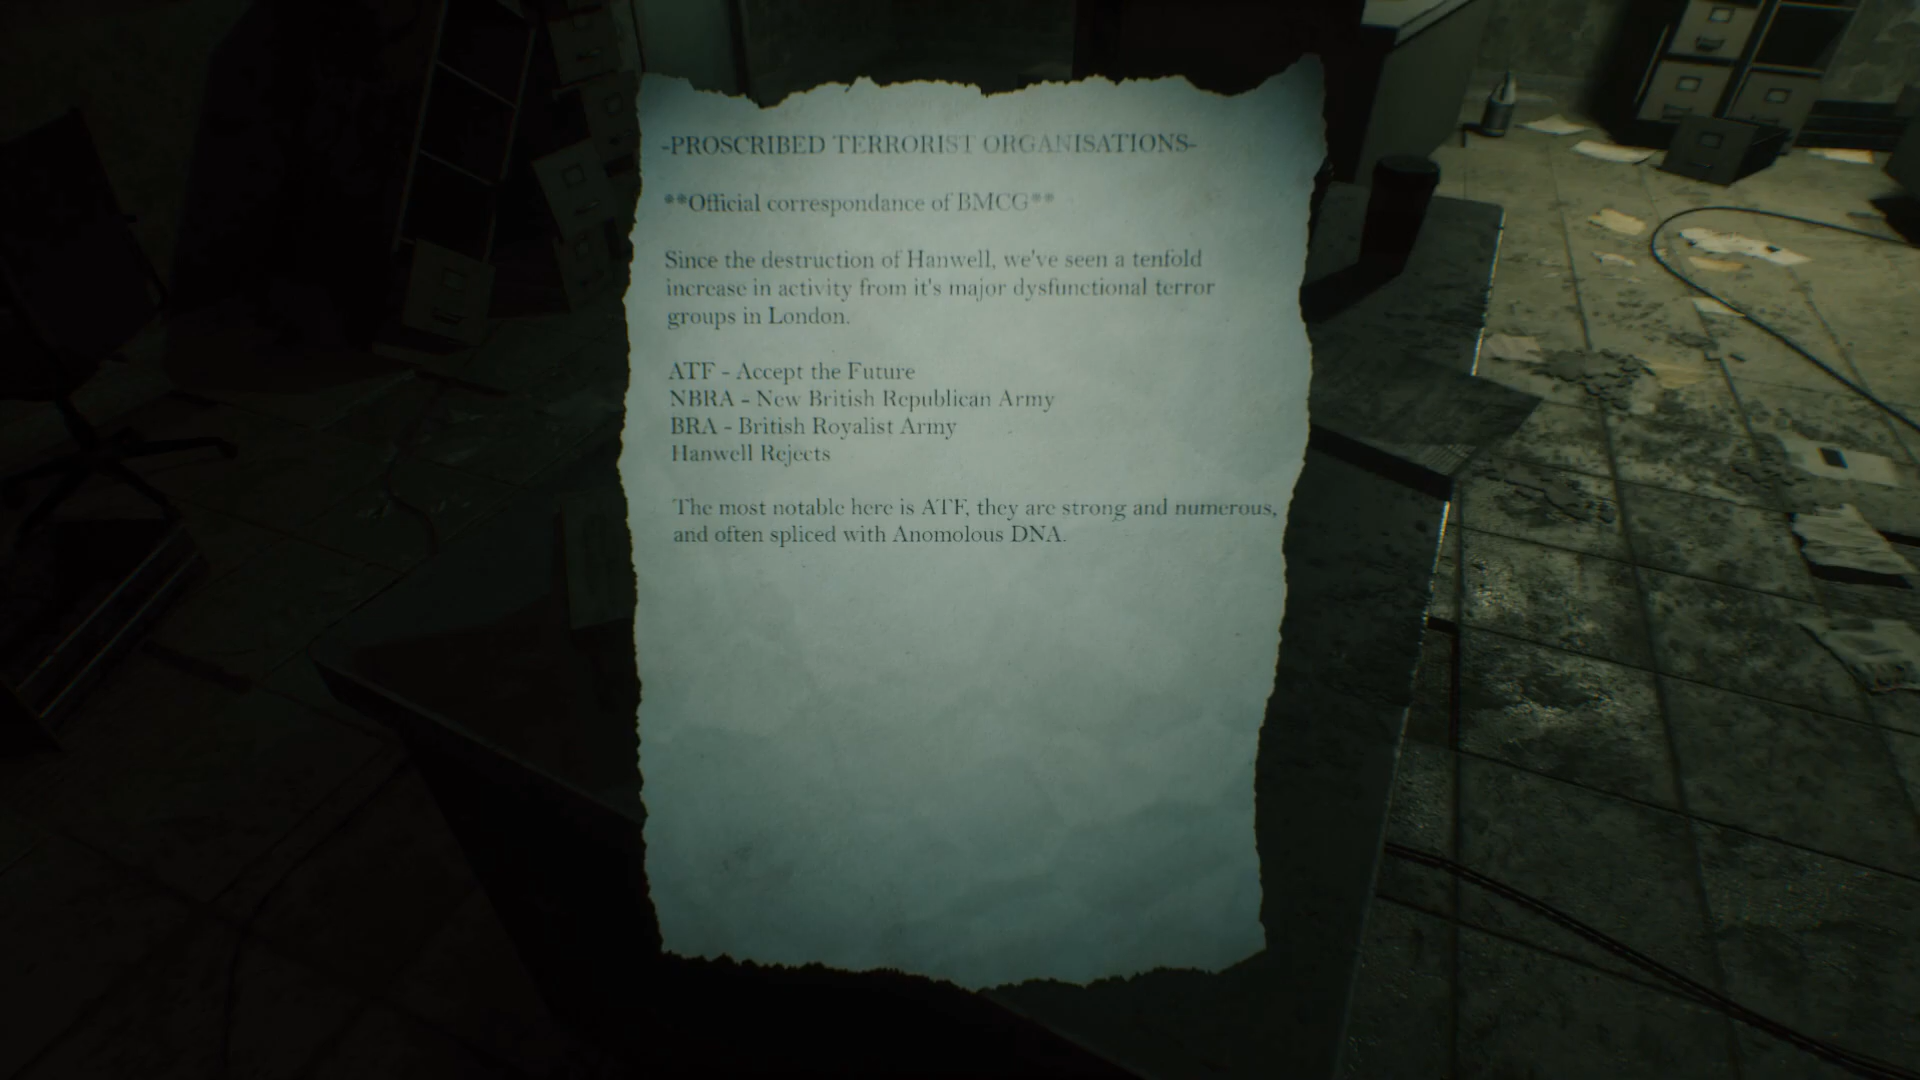 -PROSCRIBED TERRORIST ORGANISATIONS-
**Official correspondance of BMCG**
Since the destruction of Hanwell, we've seen a tenfold
increase in activity from it's major dysfunctional terror
groups in London.
ATF - Accept the Future
NBRA - New British Republican Army
BRA - British Royalist Army
Hanwell Rejects
The most notable here is ATF, they are strong and numerous,
and often spliced with Anomolous DNA.